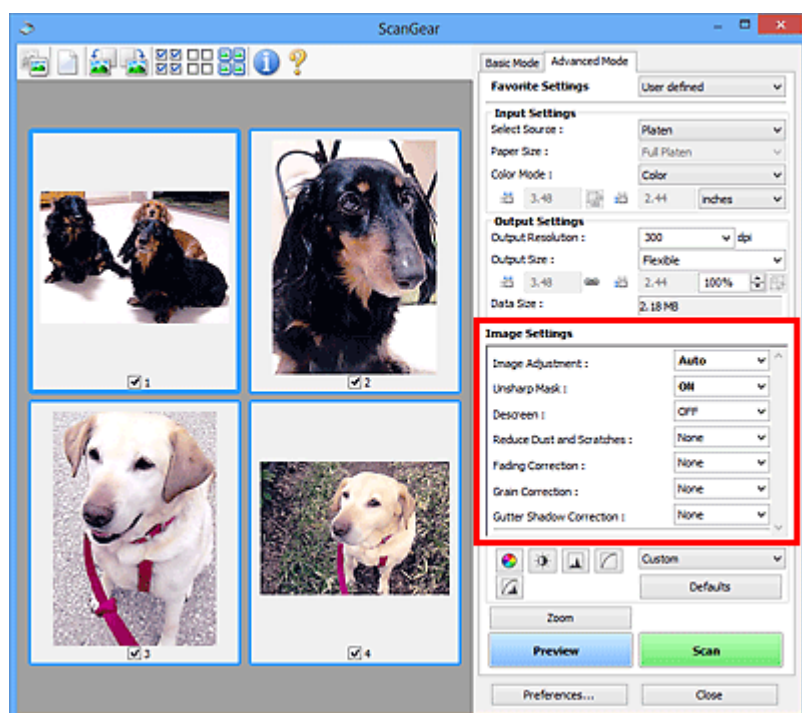 ScanGear
Basic Mode Advanced Mode
Favorite Settings User defined
Input Settings
Select Source : Platen
Paper Size : Full Platen
Color Mode : Color
3.48 2.44 inches
Output Settings
Output Resolution : 300 dpi
Output Size : Flexible
3.48 2.44 100%
Data Size : 2.18 MB
Image Settings
Image Adjustment : Auto
Unsharp Mask : ON
Descreen : OFF
Reduce Dust and Scratches : None
Fading Correction : None
Grain Correction : None
Gutter Shadow Correction : None
Custom
Defaults
Zoom
Preview Scan
Preferences... Close
1
2
3
4